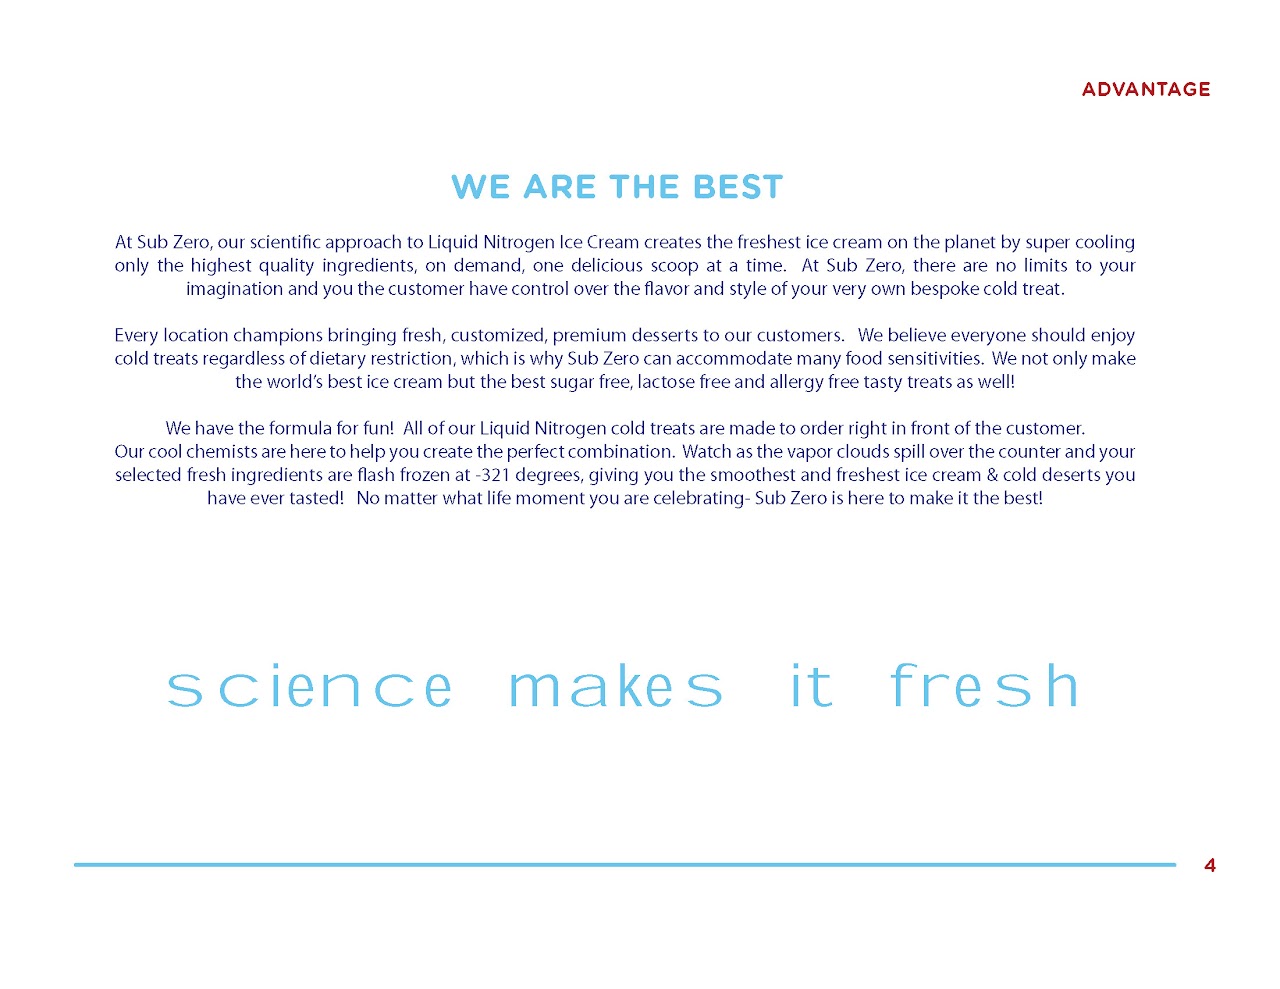 ADVANTAGE
WE ARE THE BEST
At Sub Zero, our scientific approach to Liquid Nitrogen Ice Cream creates the freshest ice cream on the planet by super cooling
only the highest quality ingredients, on demand, one delicious scoop at a time.  At Sub Zero, there are no limits to your
imagination and you the customer have control over the flavor and style of your very own bespoke cold treat.
Every location champions bringing fresh, customized, premium desserts to our customers.   We believe everyone should enjoy
cold treats regardless of dietary restriction, which is why Sub Zero can accommodate many food sensitivities.  We not only make
the world’s best ice cream but the best sugar free, lactose free and allergy free tasty treats as well!
We have the formula for fun!  All of our Liquid Nitrogen cold treats are made to order right in front of the customer.
Our cool chemists are here to help you create the perfect combination.  Watch as the vapor clouds spill over the counter and your
selected fresh ingredients are flash frozen at -321 degrees, giving you the smoothest and freshest ice cream & cold deserts you
have ever tasted!   No matter what life moment you are celebrating- Sub Zero is here to make it the best!
science makes it fresh
4